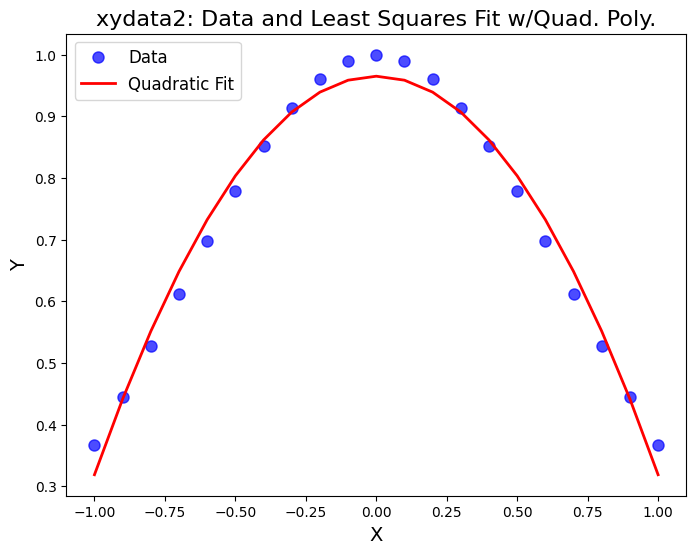 xydata2: Data and Least Squares Fit w/Quad. Poly.
Data
Quadratic Fit
1.0
0.9
0.8
0.7
0.6
0.5
0.4
0.3
Y
−1.00 −0.75 −0.50 −0.25 0.00 0.25 0.50 0.75 1.00
X